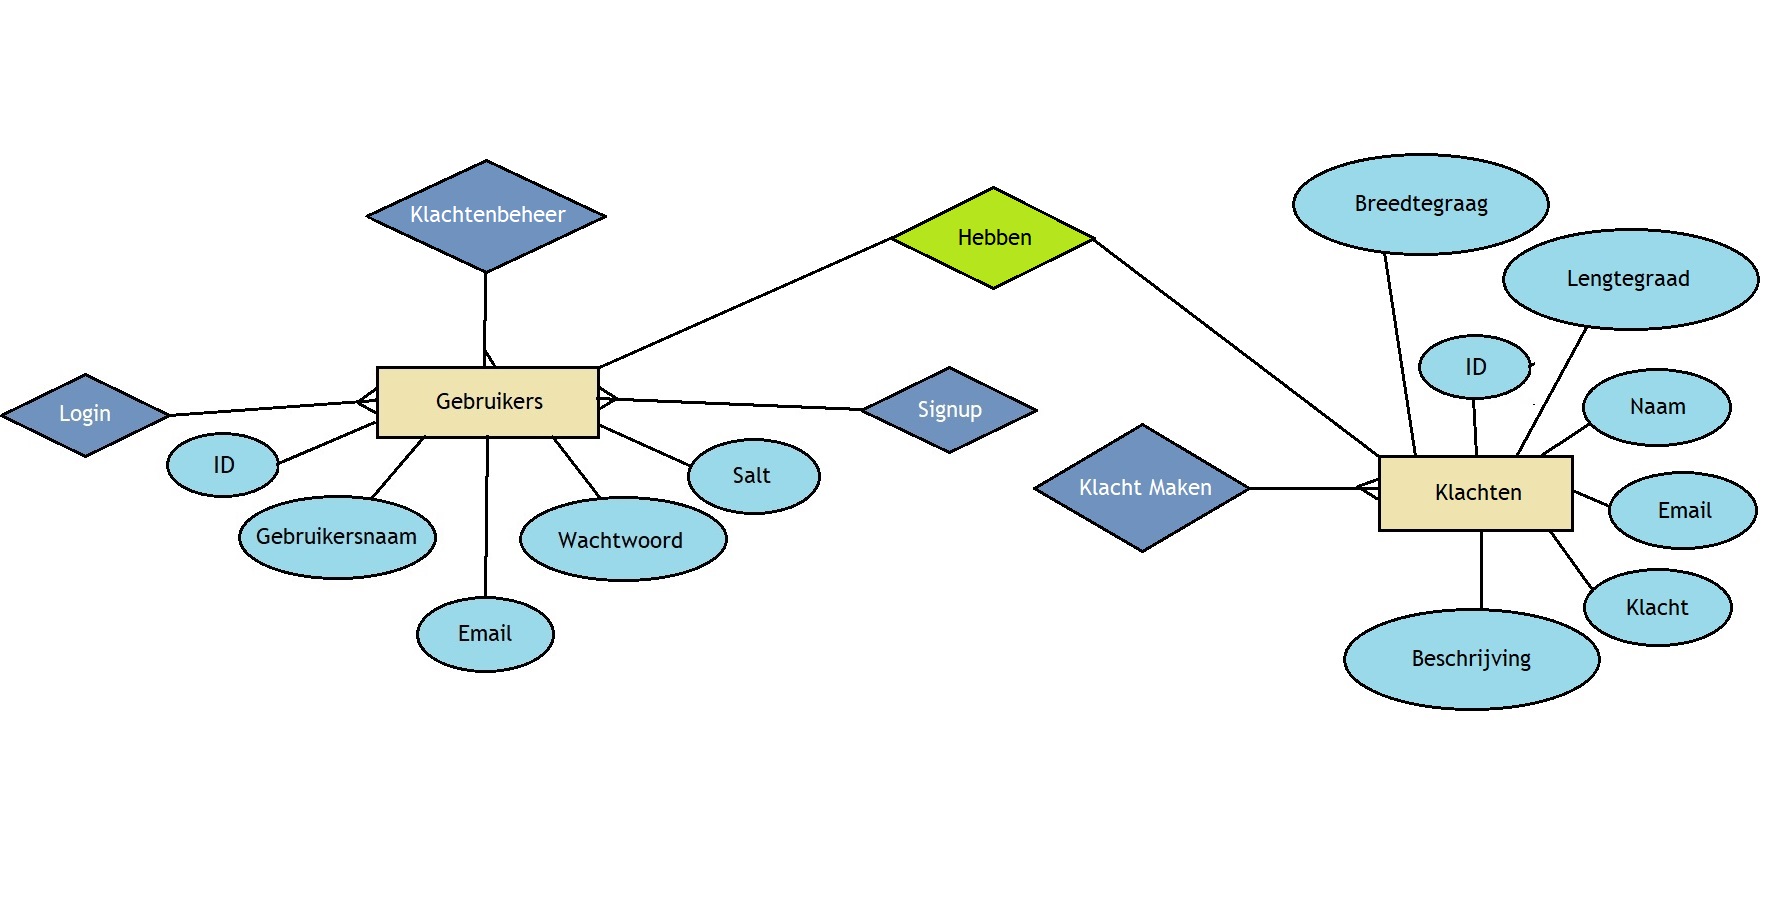 Breedtegraag
Klachtenbeheer
Hebben
Lengtegraad
ID
Gebruikers
Naam
Login
Signup
ID
Salt
Klacht Maken
Klachten
Email
Gebruikersnaam
Wachtwoord
Klacht
Email
Beschrijving